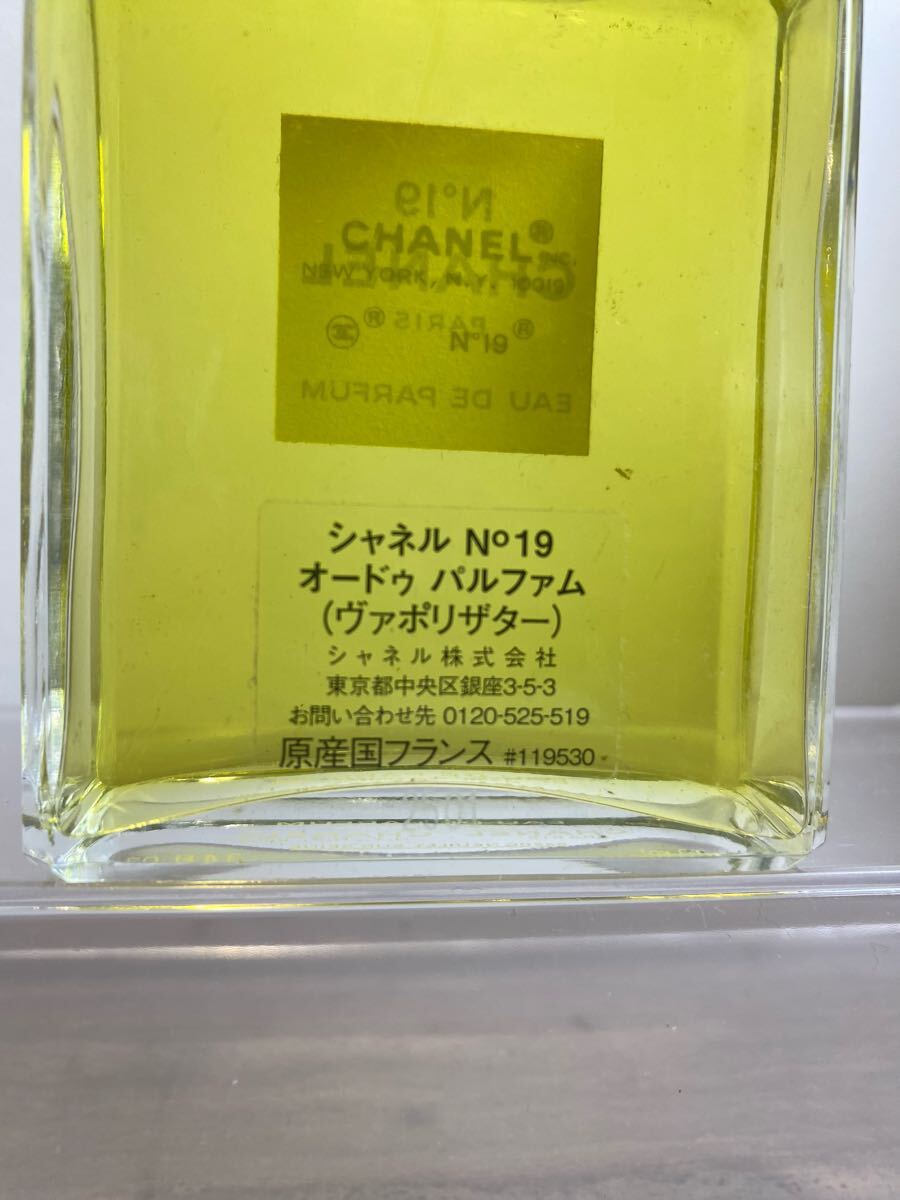 N°19
CHANEL®
CHANEL
NEW YORK, N.Y. 10019
PARIS
® N°19®
EAU DE PARFUM
シャネル Nº19
オードゥ パルファム
(ヴァポリザター)
シャネル株式会社
東京都中央区銀座3-5-3
お問い合わせ先 0120-525-519
原産国フランス #119530